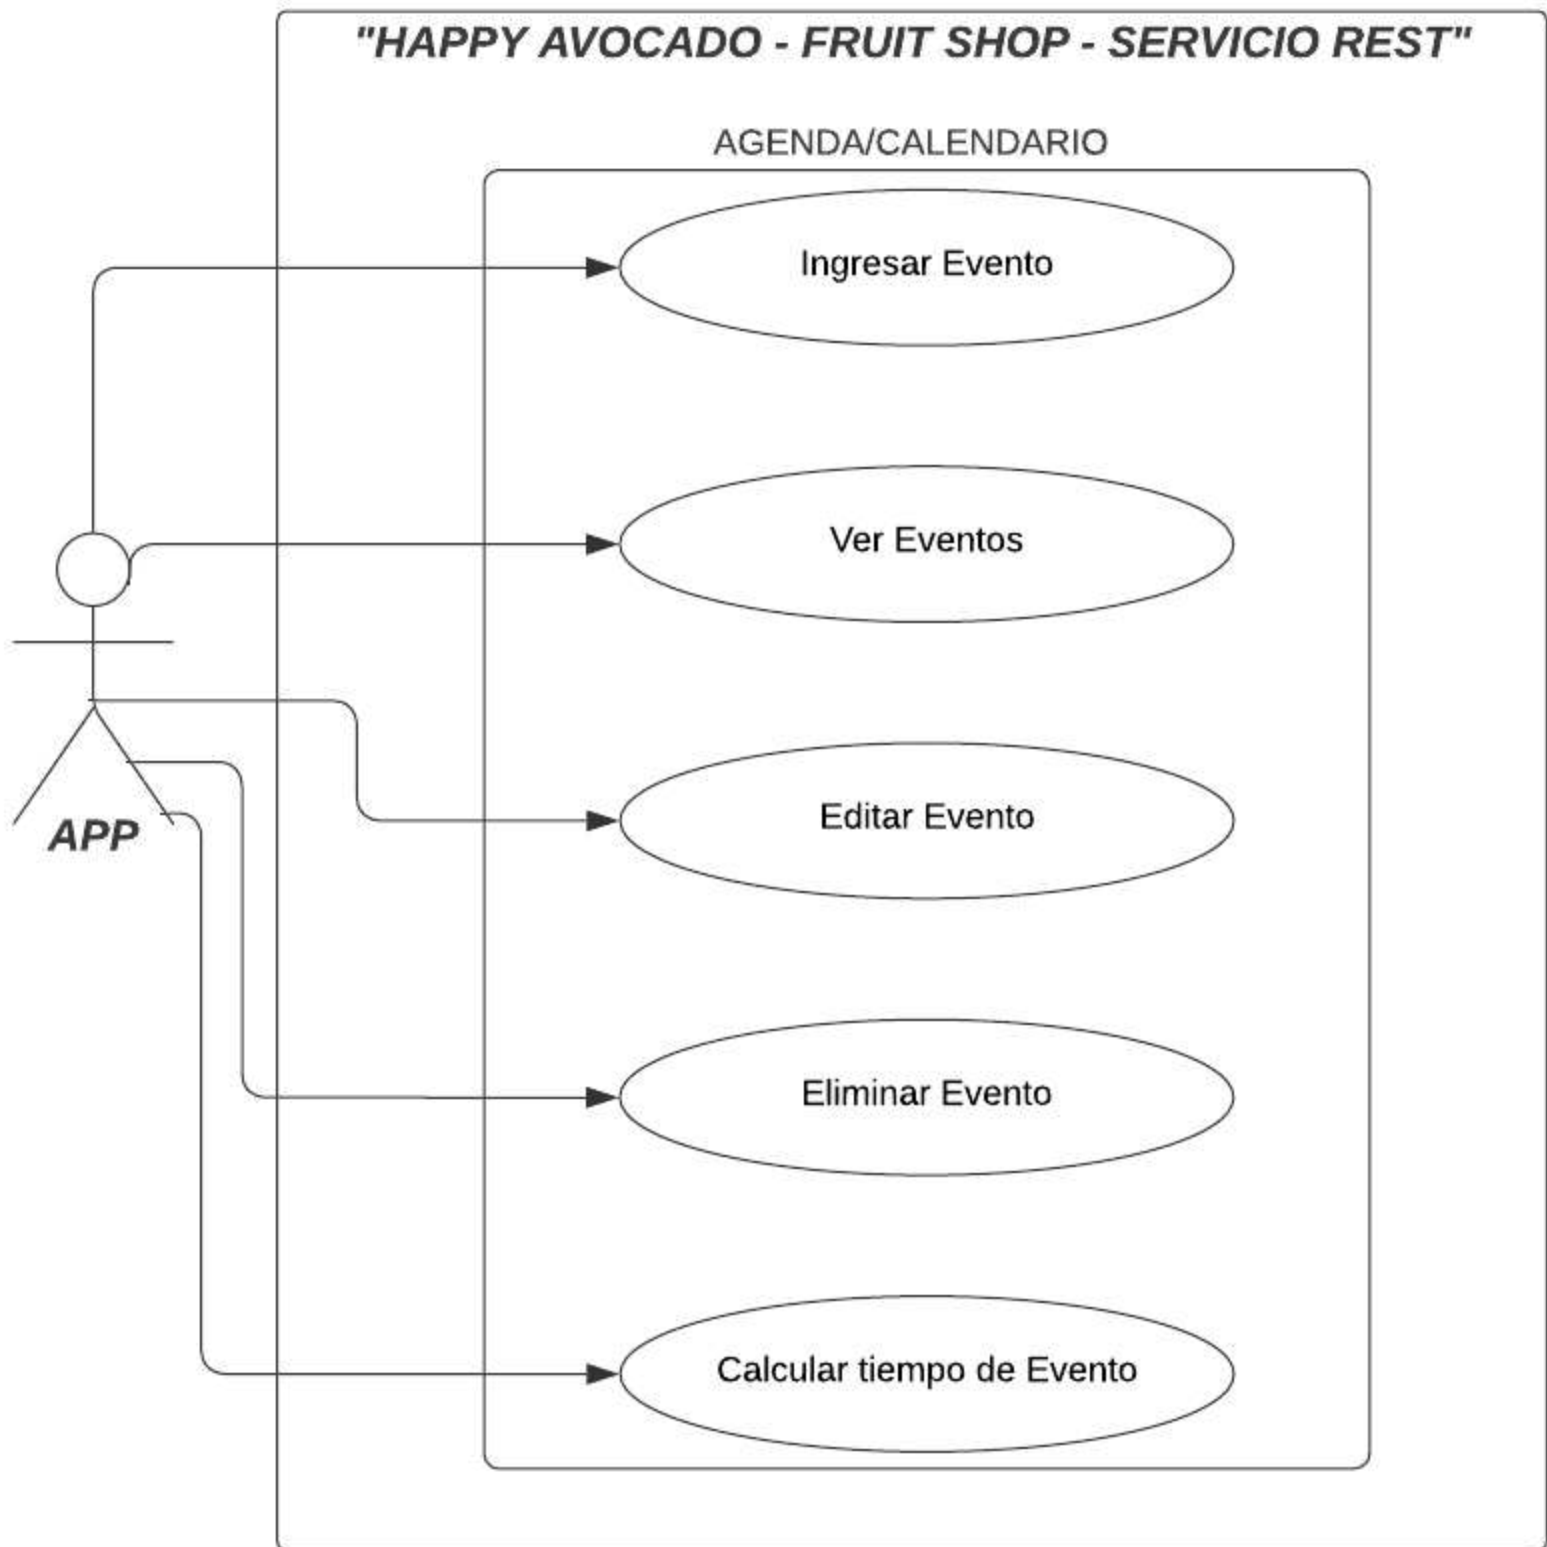 "HAPPY AVOCADO - FRUIT SHOP - SERVICIO REST"
AGENDA/CALENDARIO
Ingresar Evento
Ver Eventos
Editar Evento
APP
Eliminar Evento
Calcular tiempo de Evento